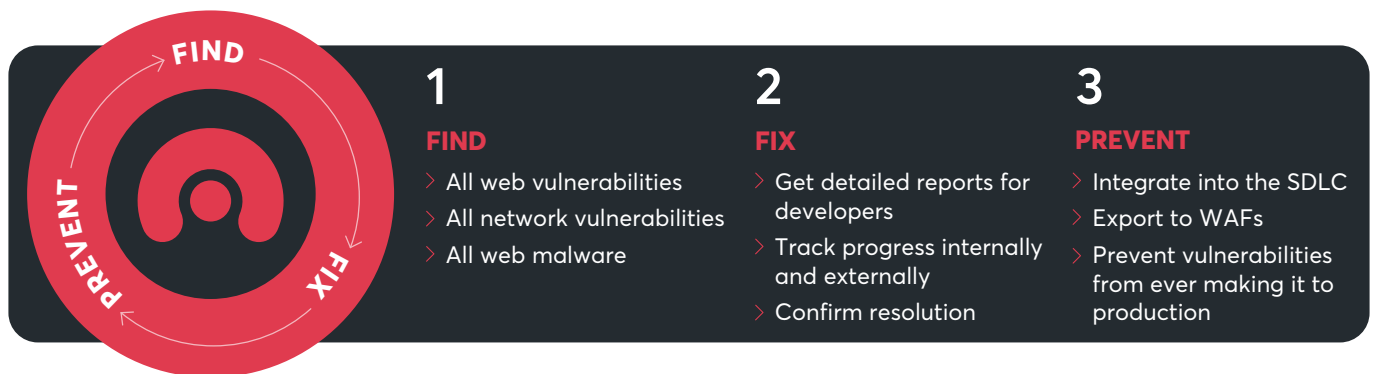 FIND
FIX
PREVENT
1
FIND
All web vulnerabilities
All network vulnerabilities
All web malware
2
FIX
Get detailed reports for
developers
Track progress internally
and externally
Confirm resolution
3
PREVENT
Integrate into the SDLC
Export to WAFs
Prevent vulnerabilities
from ever making it to
production